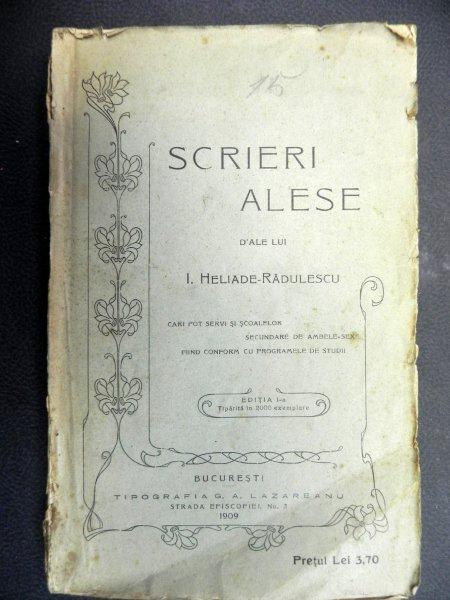 15
SCRIERI
ALESE
D'ALE LUI
I. HELIADE-RĂDULESCU
CARI POT SERVI ȘI ȘCOALELOR
SECUNDARE DE AMBELE-SEXE
FIIND CONFORM CU PROGRAMELE DE STUDII
EDIȚIA I-a
Tipărită în 2000 exemplare
BUCUREȘTI
TIPOGRAFIA G. A. LAZAREANU
STRADA EPISCOPIEI, No. 3
1909
Prețul Lei 3,70